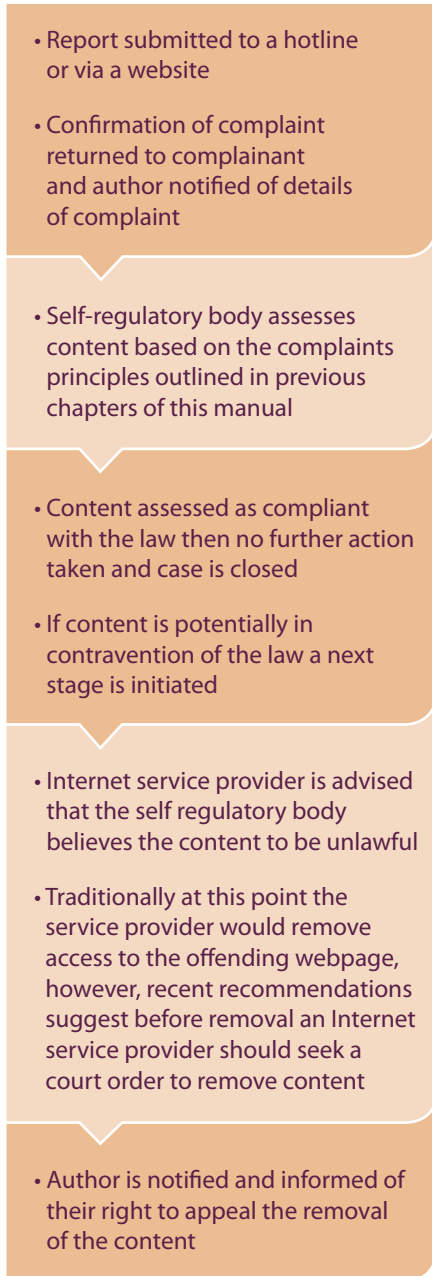 • Report submitted to a hotline
or via a website
• Confirmation of complaint
returned to complainant
and author notified of details
of complaint
• Self-regulatory body assesses
content based on the complaints
principles outlined in previous
chapters of this manual
• Content assessed as compliant
with the law then no further action
taken and case is closed
• If content is potentially in
contravention of the law a next
stage is initiated
• Internet service provider is advised
that the self regulatory body
believes the content to be unlawful
• Traditionally at this point the
service provider would remove
access to the offending webpage,
however, recent recommendations
suggest before removal an Internet
service provider should seek a
court order to remove content
• Author is notified and informed of
their right to appeal the removal
of the content